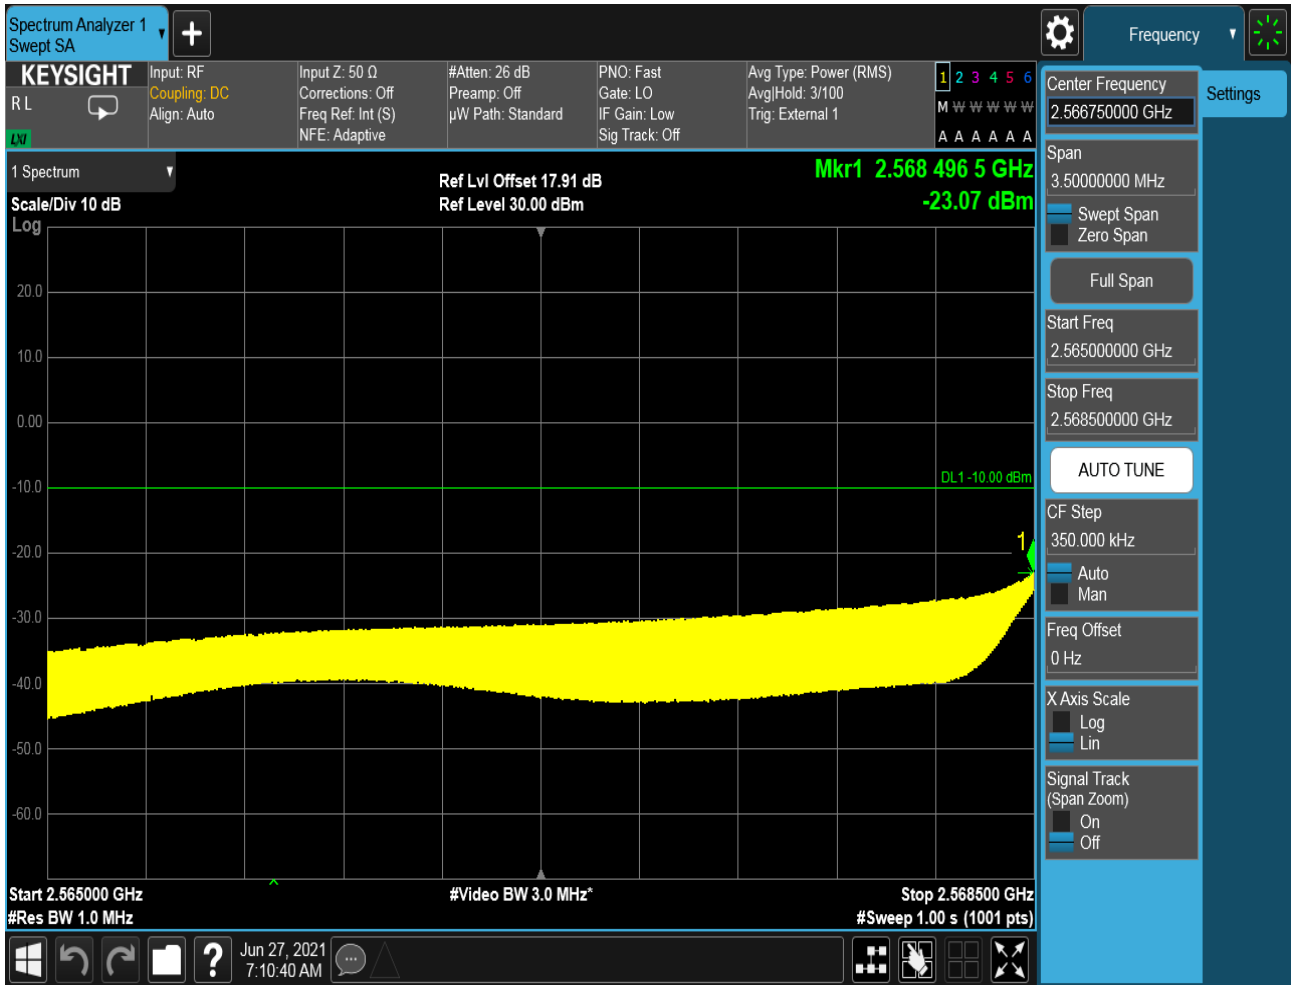 Spectrum Analyzer 1
Swept SA
Frequency
KEYSIGHT
R L
LXI
Input: RF
Coupling: DC
Align: Auto
Input Z: 50 Ω
Corrections: Off
Freq Ref: Int (S)
NFE: Adaptive
#Atten: 26 dB
Preamp: Off
µW Path: Standard
PNO: Fast
Gate: LO
IF Gain: Low
Sig Track: Off
Avg Type: Power (RMS)
Avg|Hold: 3/100
Trig: External 1
1 2 3 4 5 6
M W W W W W
A A A A A A
1 Spectrum
Scale/Div 10 dB
Log
Ref Lvl Offset 17.91 dB
Ref Level 30.00 dBm
Mkr1 2.568 496 5 GHz
-23.07 dBm
20.0
10.0
0.00
-10.0
-20.0
-30.0
-40.0
-50.0
-60.0
DL1 -10.00 dBm
1
Start 2.565000 GHz
#Res BW 1.0 MHz
#Video BW 3.0 MHz*
Stop 2.568500 GHz
#Sweep 1.00 s (1001 pts)
Center Frequency
2.566750000 GHz
Settings
Span
3.50000000 MHz
Swept Span
Zero Span
Full Span
Start Freq
2.565000000 GHz
Stop Freq
2.568500000 GHz
AUTO TUNE
CF Step
350.000 kHz
Auto
Man
Freq Offset
0 Hz
X Axis Scale
Log
Lin
Signal Track
(Span Zoom)
On
Off
?
Jun 27, 2021
7:10:40 AM